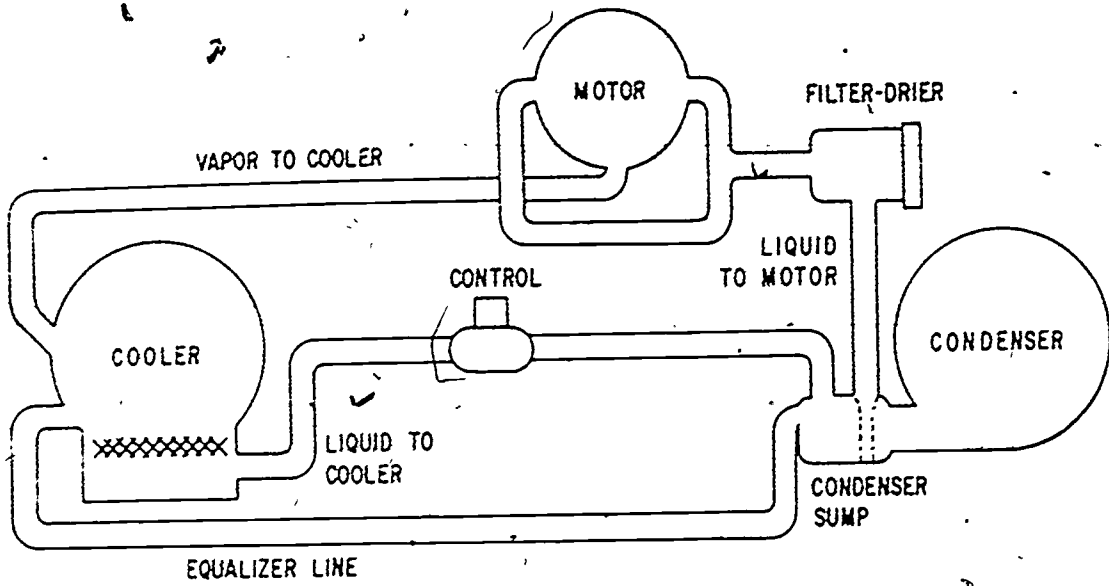 MOTOR
FILTER-DRIER
VAPOR TO COOLER
LIQUID
TO MOTOR
CONTROL
COOLER
CONDENSER
LIQUID TO
COOLER
CONDENSER
SUMP
EQUALIZER LINE